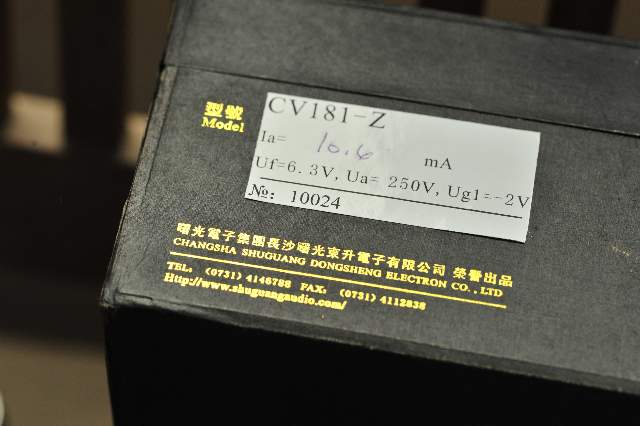 型號
Model
CV181-Z
Ia= 10.6 mA
Uf=6.3V, Ua= 250V, Ug1=-2V
№: 10024
曙光電子集團長沙曙光東升電子有限公司 榮譽出品
CHANGSHA SHUGUANG DONGSHENG ELECTRON CO., LTD
TEL: (0731) 4146788 FAX: (0731) 4112838
Http://www.shuguangaudio.com/